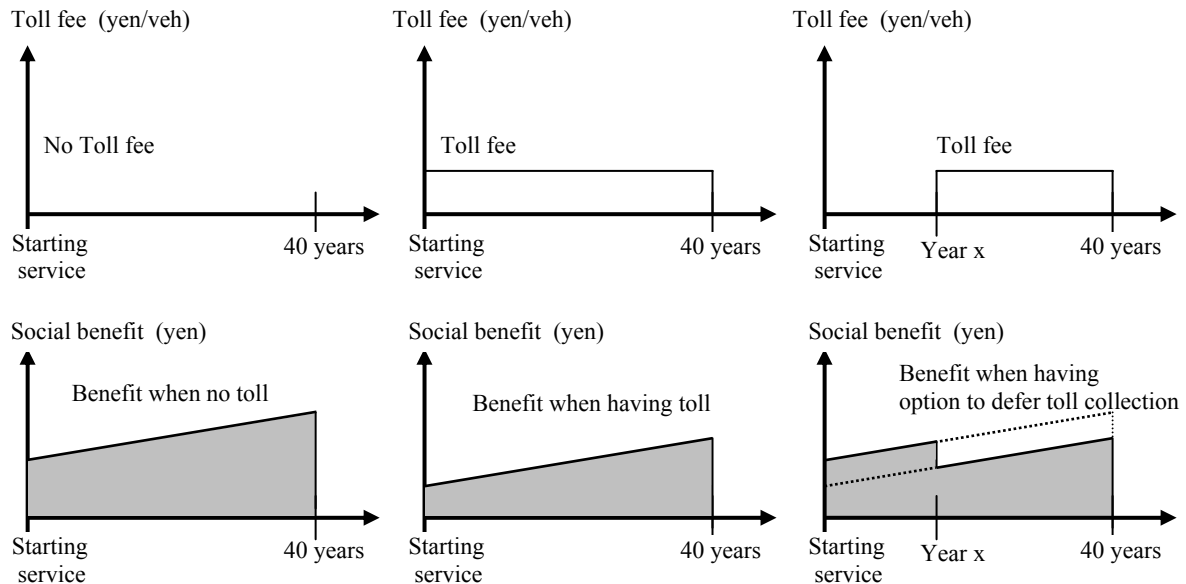 Toll fee (yen/veh)
No Toll fee
Starting
service
40 years
Toll fee (yen/veh)
Toll fee
Starting
service
40 years
Toll fee (yen/veh)
Toll fee
Starting
service
Year x
40 years
Social benefit (yen)
Benefit when no toll
Starting
service
40 years
Social benefit (yen)
Benefit when having toll
Starting
service
40 years
Social benefit (yen)
Benefit when having
option to defer toll collection
Starting
service
Year x
40 years